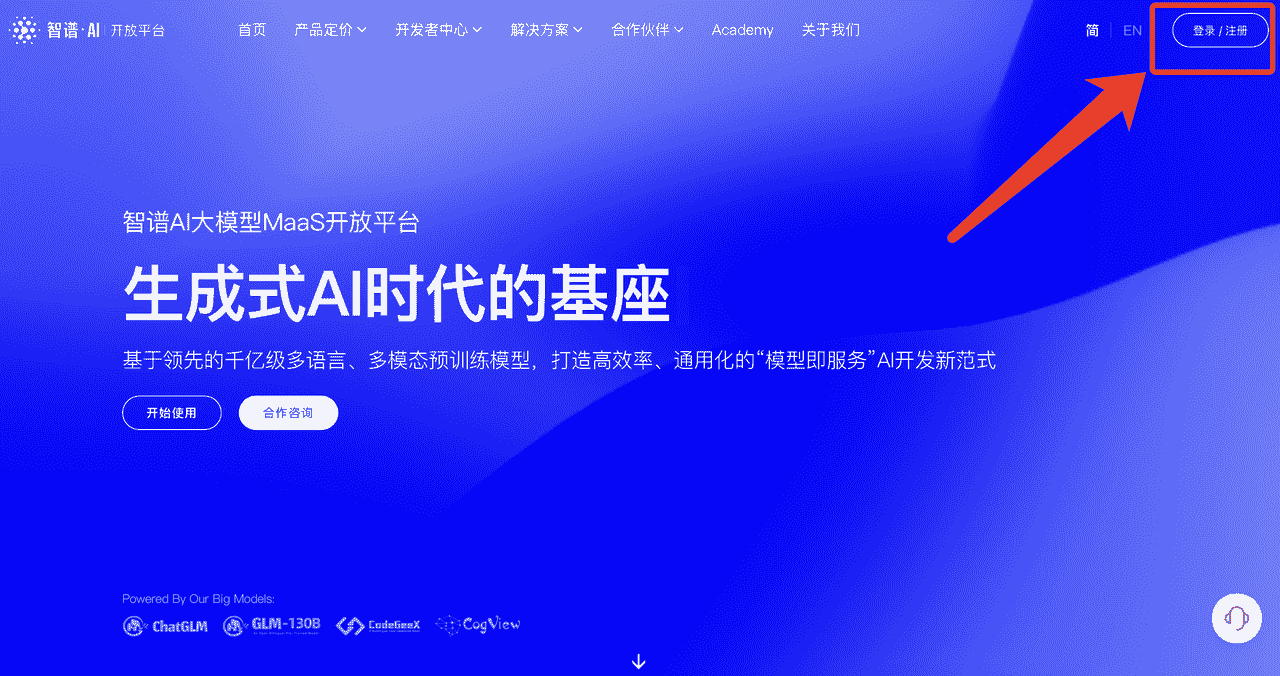 智谱·AI 开放平台 首页 产品定价 开发者中心 解决方案 合作伙伴 Academy 关于我们 简 EN 登录 / 注册
智谱AI大模型MaaS开放平台
生成式AI时代的基座
基于领先的千亿级多语言、多模态预训练模型，打造高效率、通用化的“模型即服务”AI开发新范式
开始使用 合作咨询
Powered By Our Big Models:
ChatGLM GLM-130B CodeGeeX CogView